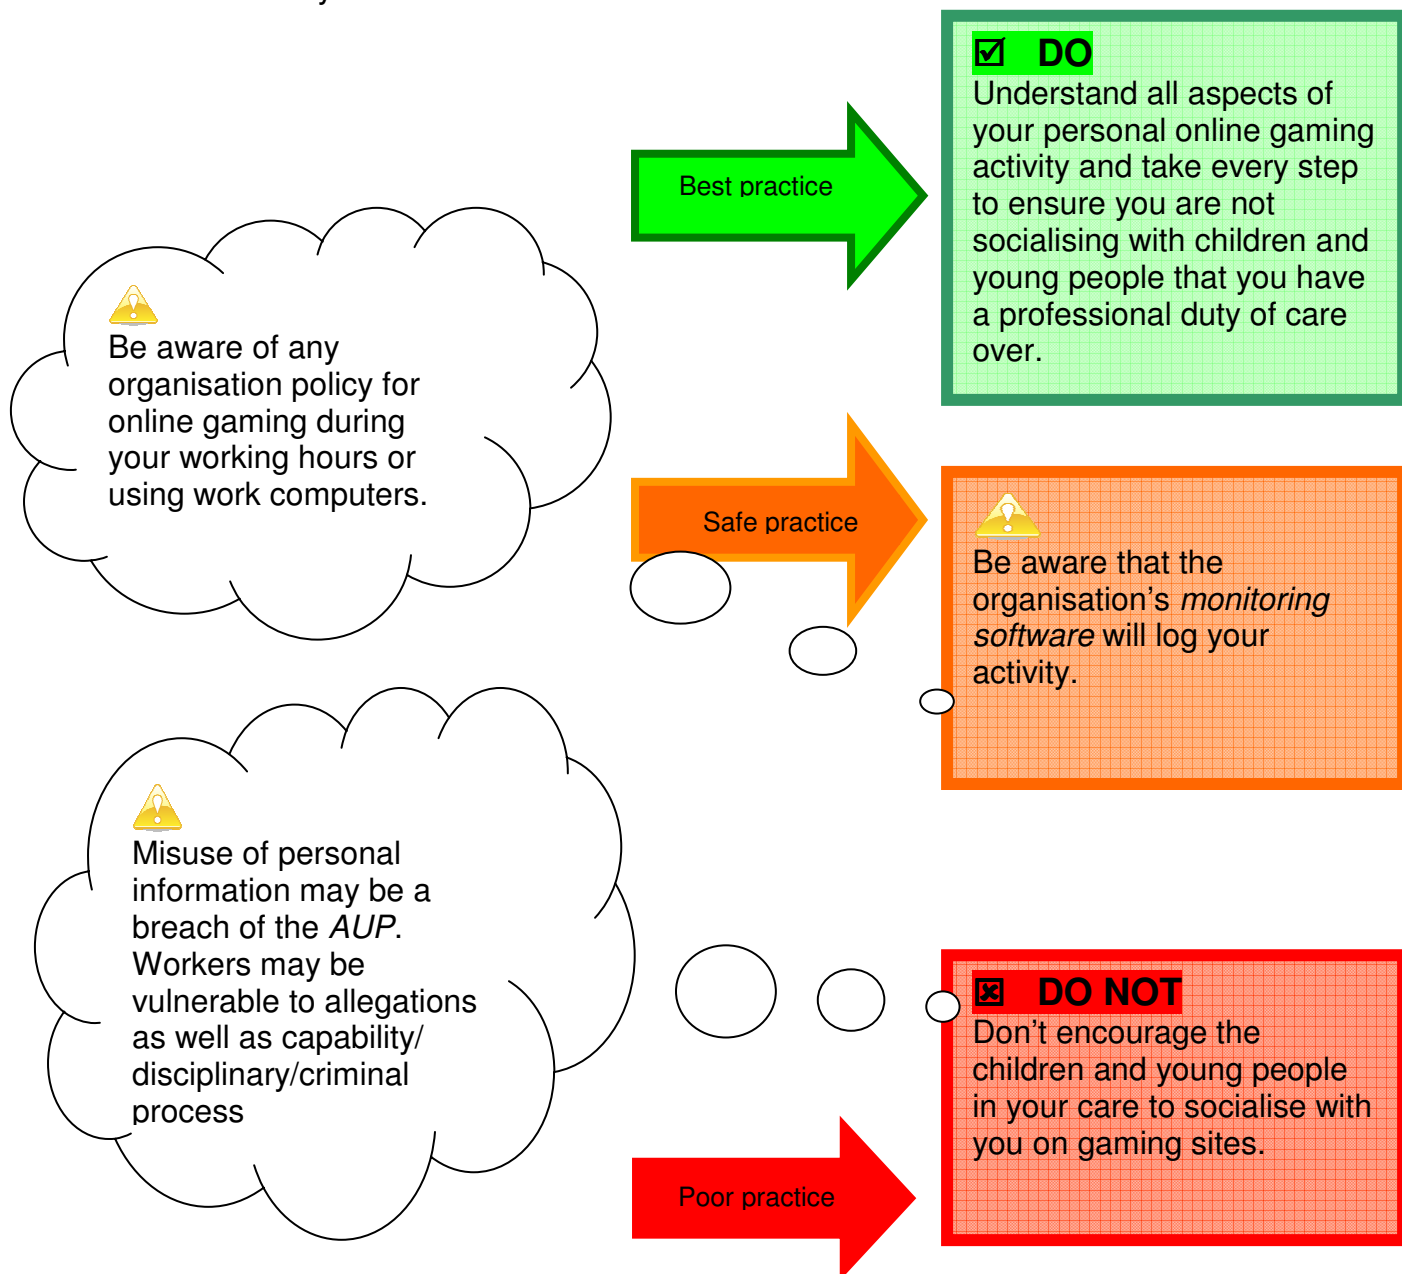 ☑ DO
Understand all aspects of
your personal online gaming
activity and take every step
to ensure you are not
socialising with children and
young people that you have
a professional duty of care
over.
Best practice
Be aware of any
organisation policy for
online gaming during
your working hours or
using work computers.
Safe practice
Be aware that the
organisation’s monitoring
software will log your
activity.
Misuse of personal
information may be a
breach of the AUP.
Workers may be
vulnerable to allegations
as well as capability/
disciplinary/criminal
process
☒ DO NOT
Don’t encourage the
children and young people
in your care to socialise with
you on gaming sites.
Poor practice